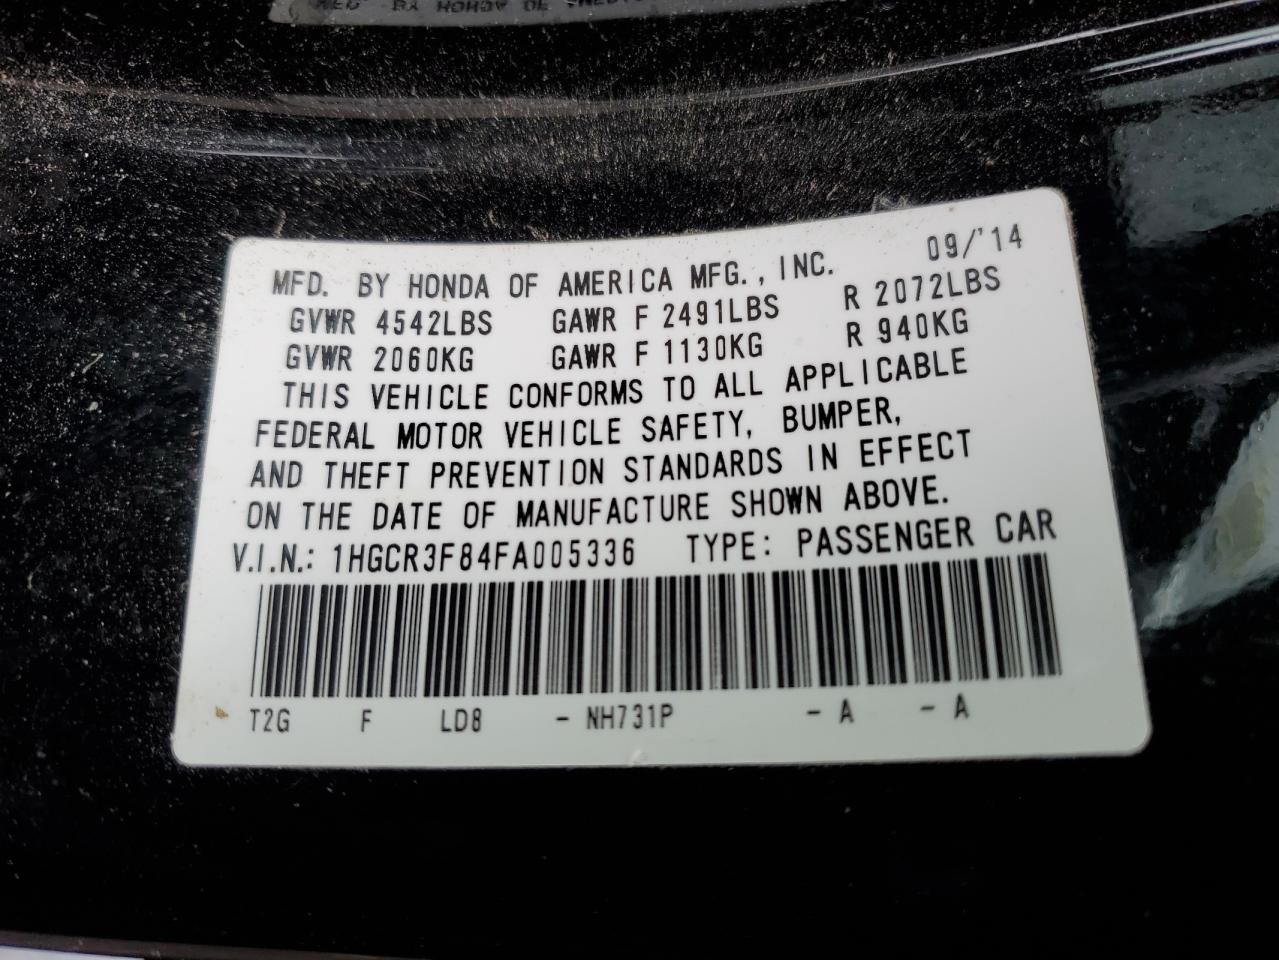 MFD. BY HONDA OF AMERICA MFG., INC. 09/'14
GVWR 4542LBS GAWR F 2491LBS R 2072LBS
GVWR 2060KG GAWR F 1130KG R 940KG
THIS VEHICLE CONFORMS TO ALL APPLICABLE
FEDERAL MOTOR VEHICLE SAFETY, BUMPER,
AND THEFT PREVENTION STANDARDS IN EFFECT
ON THE DATE OF MANUFACTURE SHOWN ABOVE.
V.I.N.: 1HGCR3F84FA005336 TYPE: PASSENGER CAR
T2G F LD8 - NH731P - A - A